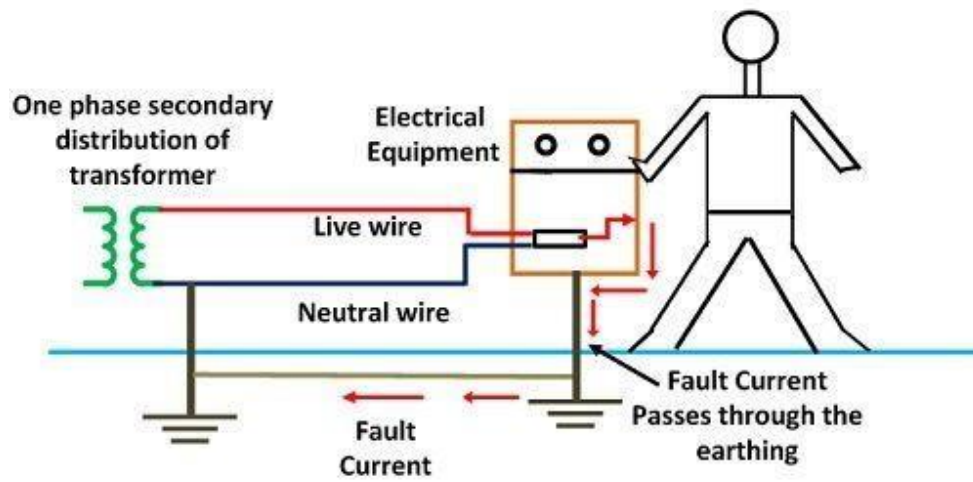 One phase secondary
distribution of
transformer
Electrical
Equipment
Live wire
Neutral wire
Fault Current
Passes through the
earthing
Fault
Current